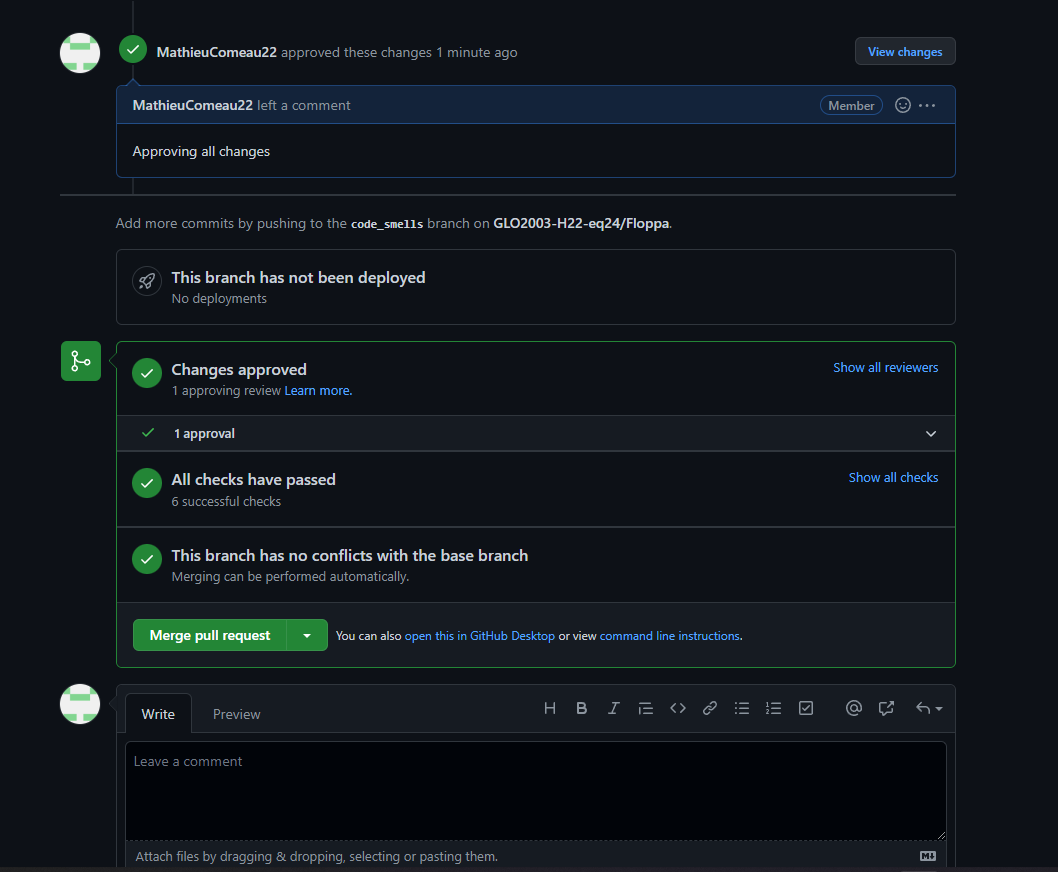 MathieuComeau22 approved these changes 1 minute ago
View changes
MathieuComeau22 left a comment
Member
Approving all changes
Add more commits by pushing to the code_smells branch on GLO2003-H22-eq24/Floppa.
This branch has not been deployed
No deployments
Changes approved
1 approving review Learn more.
Show all reviewers
1 approval
All checks have passed
6 successful checks
Show all checks
This branch has no conflicts with the base branch
Merging can be performed automatically.
Merge pull request
You can also open this in GitHub Desktop or view command line instructions.
Write
Preview
Leave a comment
Attach files by dragging & dropping, selecting or pasting them.